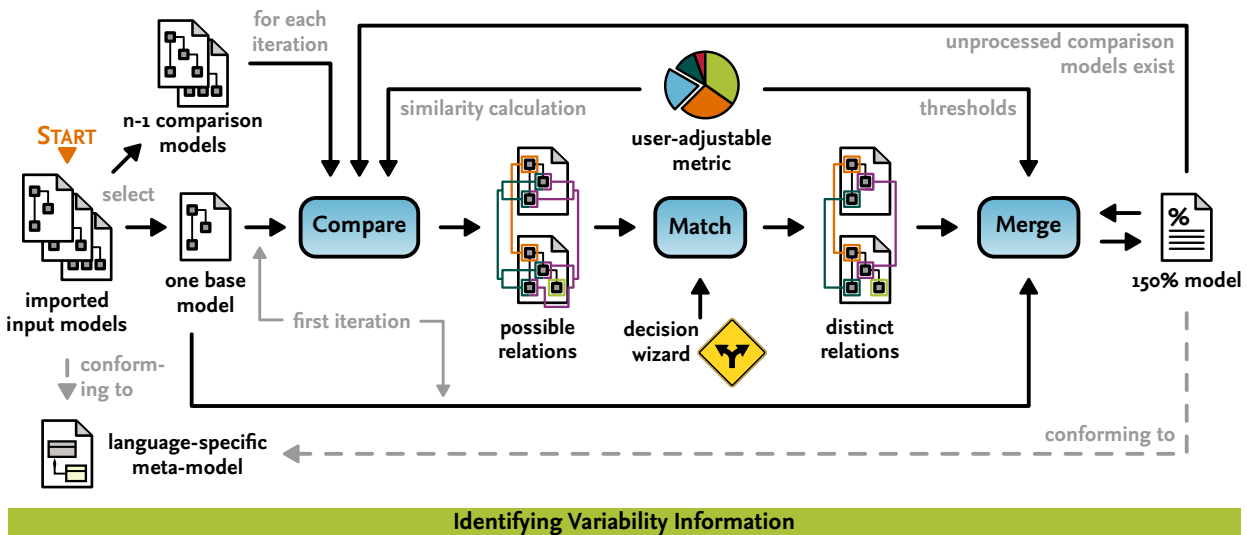 for each
iteration
unprocessed comparison
models exist
similarity calculation
thresholds
user-adjustable
metric
n-1 comparison
models
START
select
Compare
Match
Merge
%
imported
input models
one base
model
first iteration
possible
relations
decision
wizard
distinct
relations
150% model
conform-
ing to
language-specific
meta-model
conforming to
Identifying Variability Information